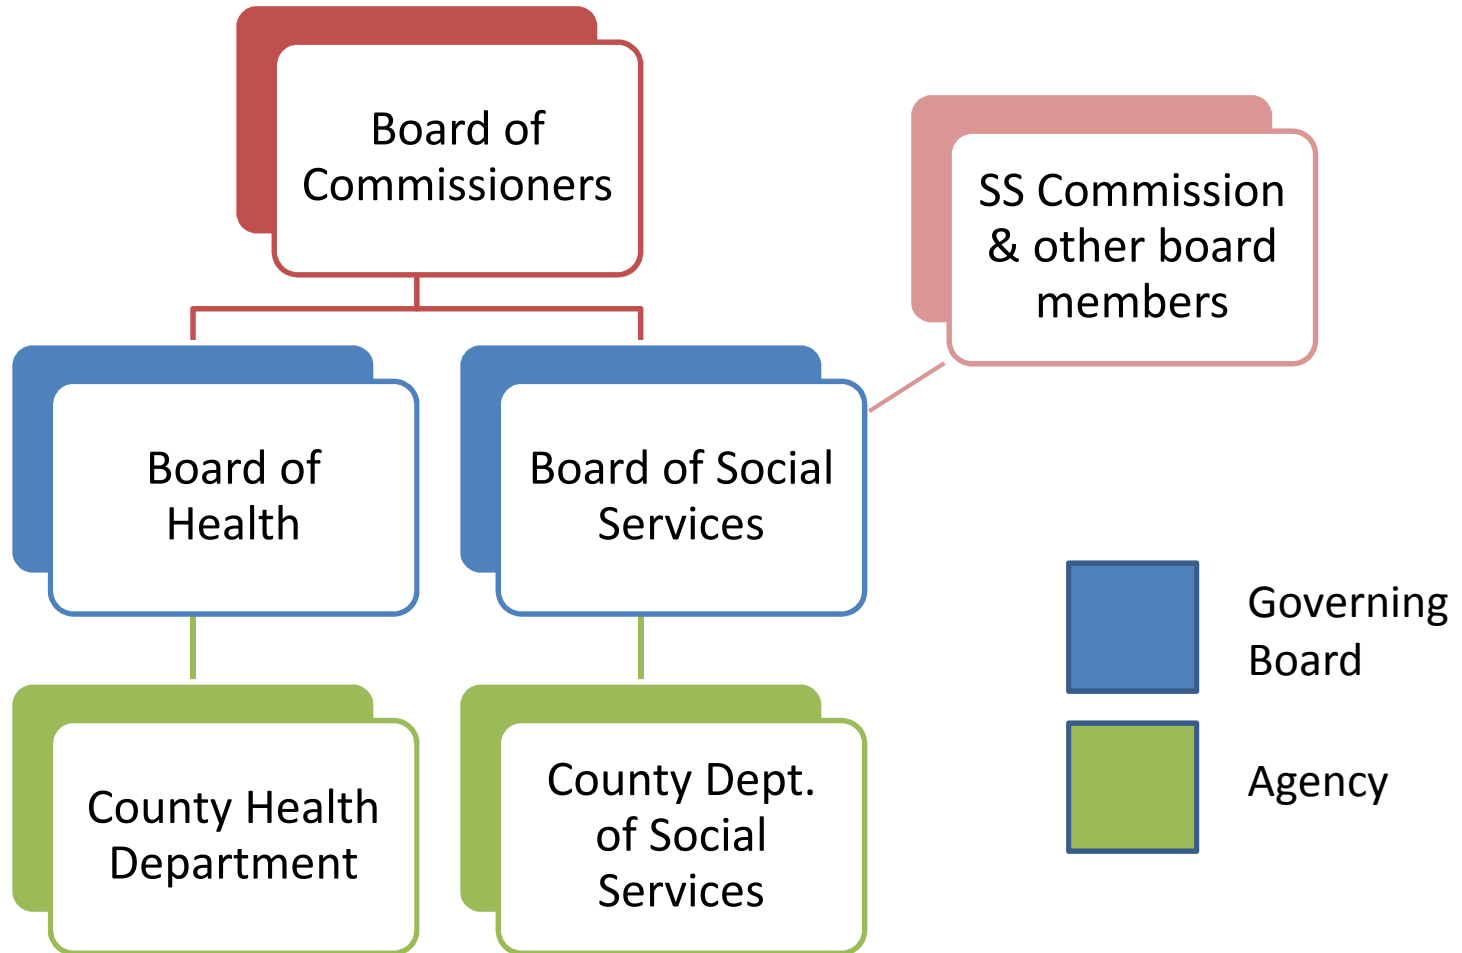 Board of
Commissioners
SS Commission
& other board
members
Board of
Health
Board of Social
Services
Governing
Board
County Health
Department
County Dept.
of Social
Services
Agency